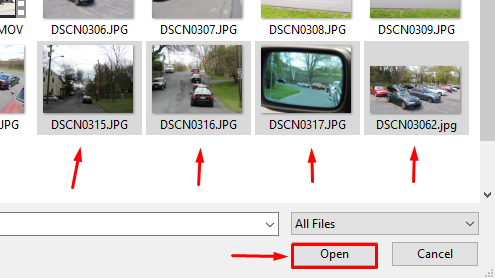 MOV
DSCN0306.JPG
DSCN0307.JPG
DSCN0308.JPG
DSCN0309.JPG
JPG
DSCN0315.JPG
DSCN0316.JPG
DSCN0317.JPG
DSCN03062.jpg
All Files
Open
Cancel